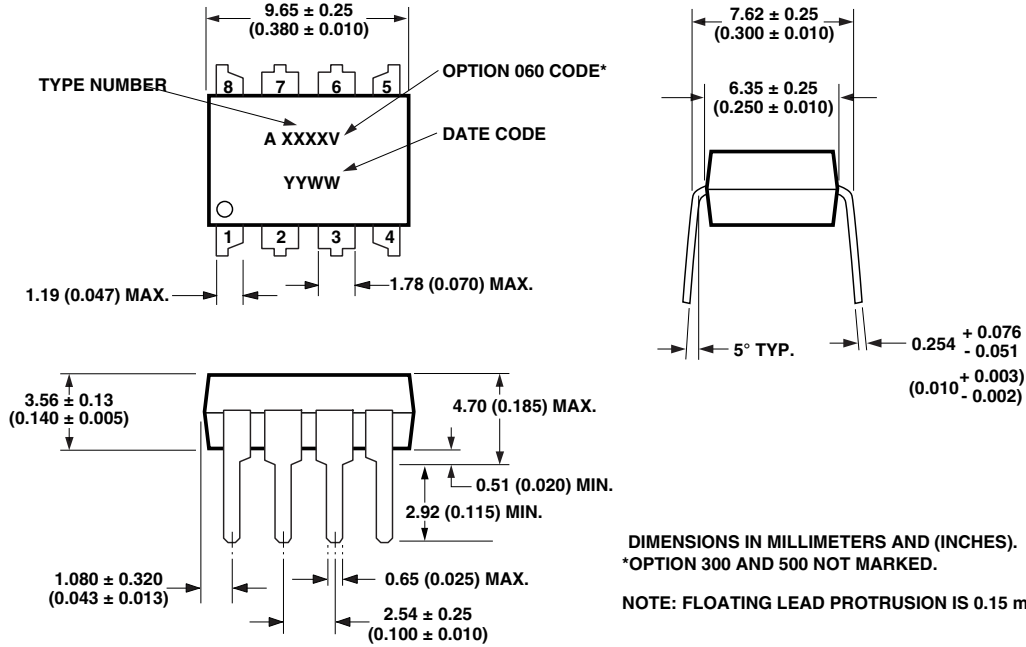 9.65 ± 0.25
(0.380 ± 0.010)
TYPE NUMBER
8 7 6 5
OPTION 060 CODE*
A XXXXV
DATE CODE
YYWW
1 2 3 4
1.19 (0.047) MAX.
1.78 (0.070) MAX.
7.62 ± 0.25
(0.300 ± 0.010)
6.35 ± 0.25
(0.250 ± 0.010)
5° TYP.
0.254 + 0.076
- 0.051
(0.010 + 0.003)
- 0.002)
3.56 ± 0.13
(0.140 ± 0.005)
4.70 (0.185) MAX.
0.51 (0.020) MIN.
2.92 (0.115) MIN.
1.080 ± 0.320
(0.043 ± 0.013)
0.65 (0.025) MAX.
2.54 ± 0.25
(0.100 ± 0.010)
DIMENSIONS IN MILLIMETERS AND (INCHES).
*OPTION 300 AND 500 NOT MARKED.
NOTE: FLOATING LEAD PROTRUSION IS 0.15 m